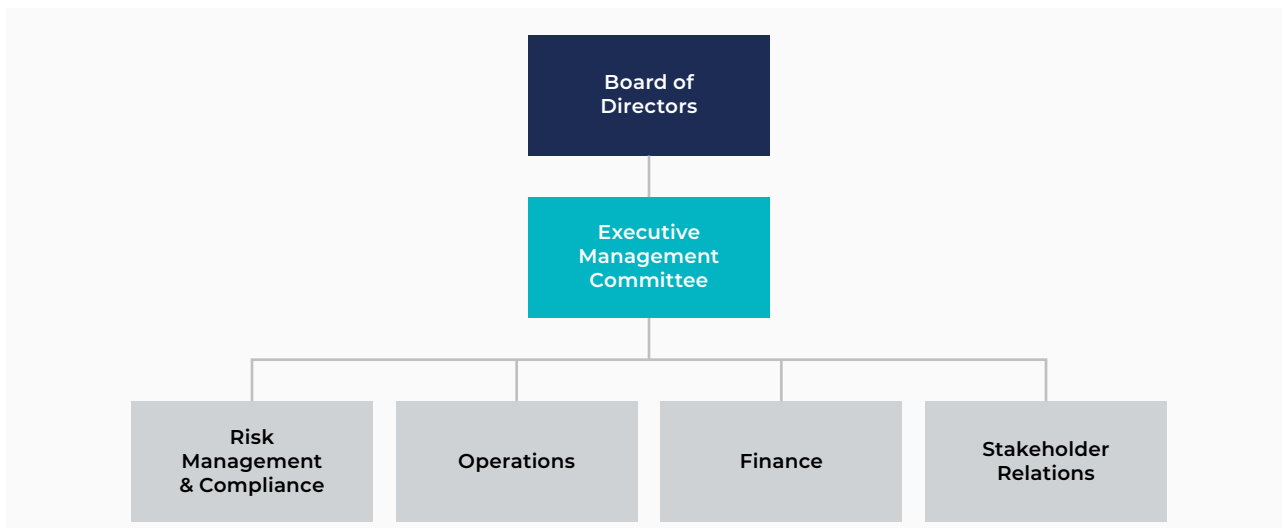 Board of
Directors
Executive
Management
Committee
Risk
Management
& Compliance
Operations
Finance
Stakeholder
Relations